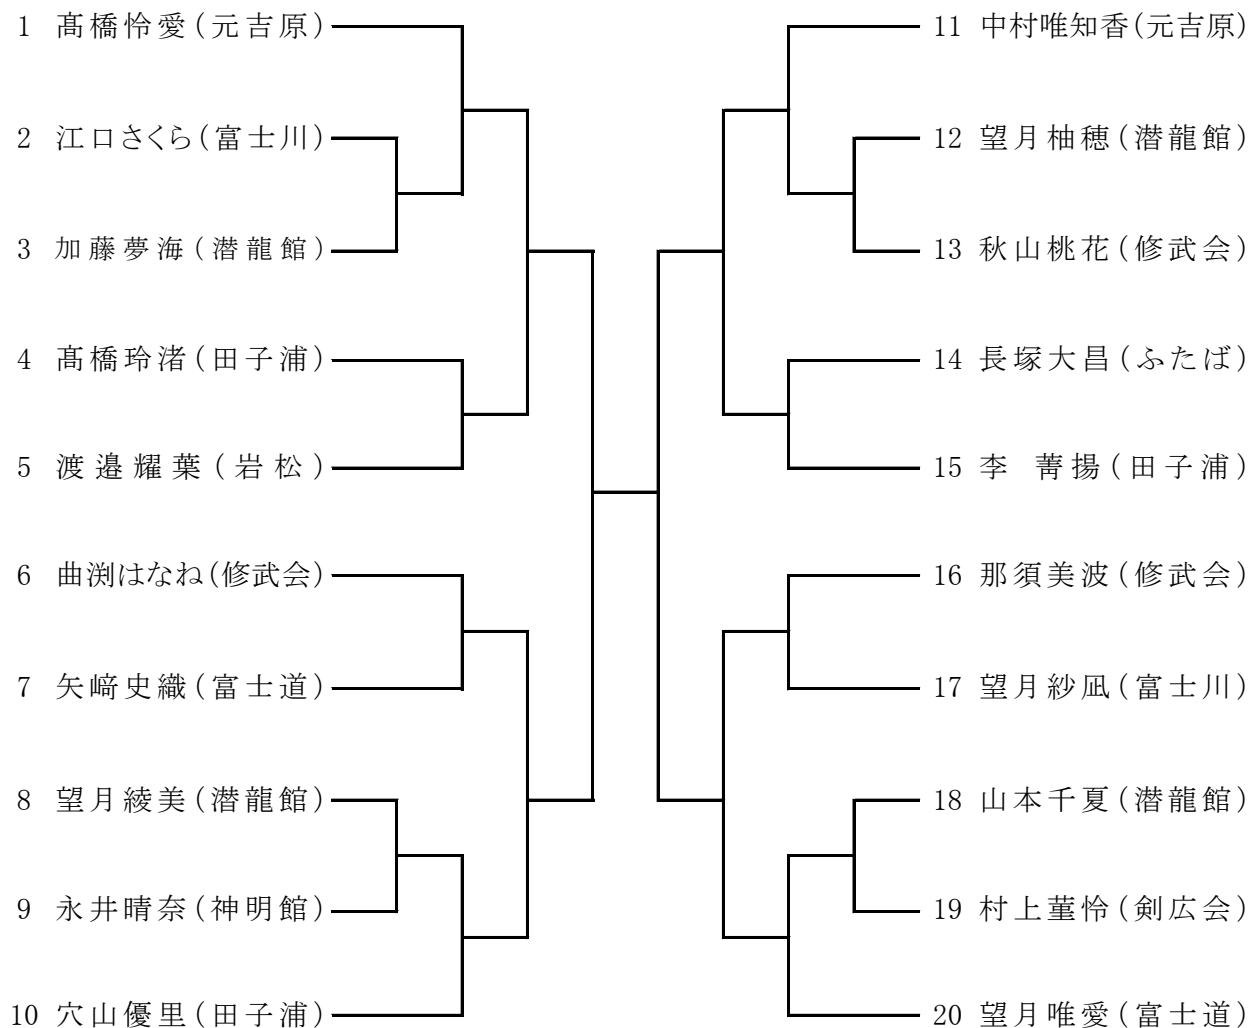 1 髙橋怜愛(元吉原)
2 江口さくら(富士川)
3 加藤夢海(潜龍館)
4 髙橋玲渚(田子浦)
5 渡邉耀葉(岩松)
6 曲渕はなね(修武会)
7 矢﨑史織(富士道)
8 望月綾美(潜龍館)
9 永井晴奈(神明館)
10 穴山優里(田子浦)
11 中村唯知香(元吉原)
12 望月柚穂(潜龍館)
13 秋山桃花(修武会)
14 長塚大昌(ふたば)
15 李 菁揚(田子浦)
16 那須美波(修武会)
17 望月紗凪(富士川)
18 山本千夏(潜龍館)
19 村上菫怜(剣広会)
20 望月唯愛(富士道)